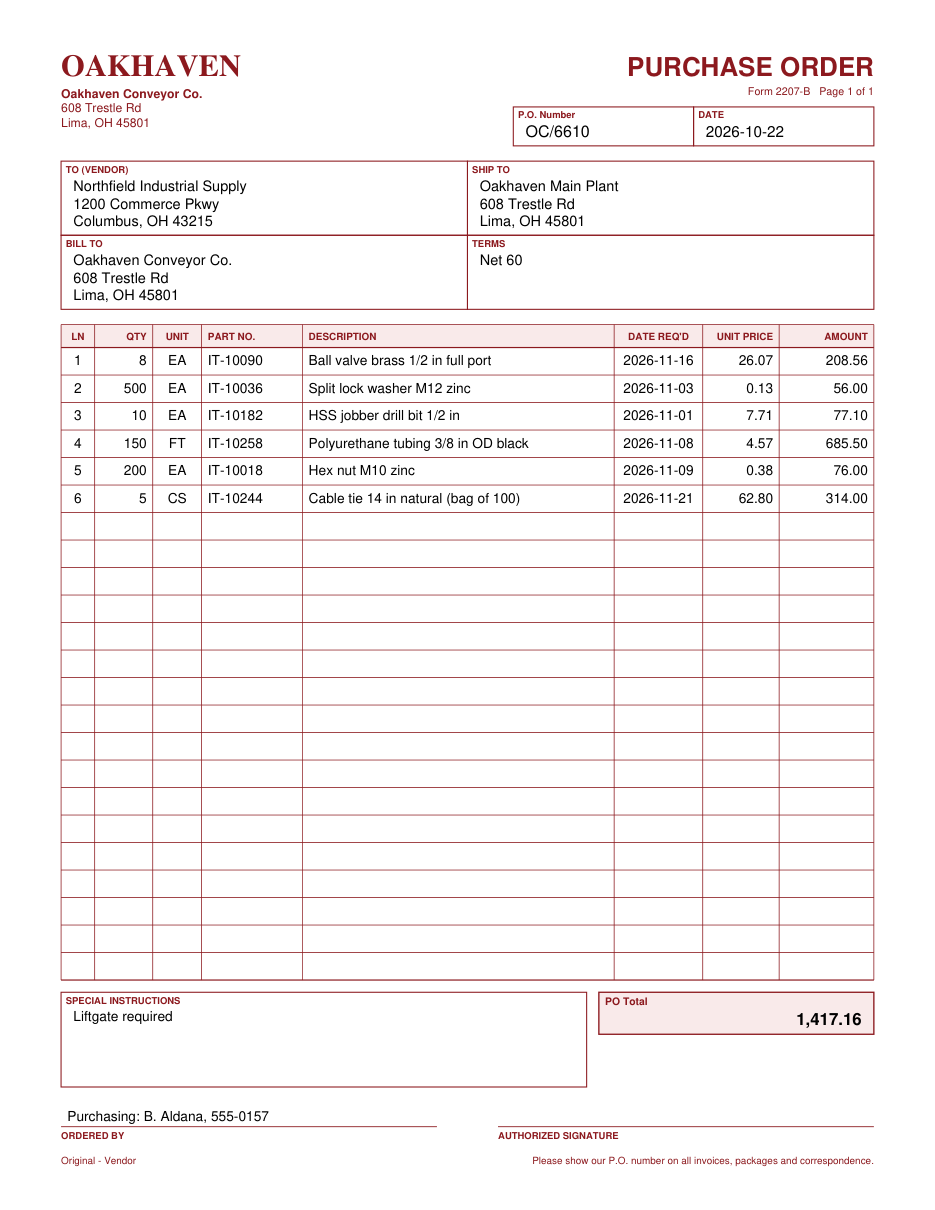 OAKHAVEN
Oakhaven Conveyor Co.
608 Trestle Rd
Lima, OH 45801
PURCHASE ORDER
Form 2207-B Page 1 of 1
P.O. Number DATE
OC/6610 2026-10-22
TO (VENDOR)
Northfield Industrial Supply
1200 Commerce Pkwy
Columbus, OH 43215
SHIP TO
Oakhaven Main Plant
608 Trestle Rd
Lima, OH 45801
BILL TO
Oakhaven Conveyor Co.
608 Trestle Rd
Lima, OH 45801
TERMS
Net 60
LN QTY UNIT PART NO. DESCRIPTION DATE REQ'D UNIT PRICE AMOUNT
1 8 EA IT-10090 Ball valve brass 1/2 in full port 2026-11-16 26.07 208.56
2 500 EA IT-10036 Split lock washer M12 zinc 2026-11-03 0.13 56.00
3 10 EA IT-10182 HSS jobber drill bit 1/2 in 2026-11-01 7.71 77.10
4 150 FT IT-10258 Polyurethane tubing 3/8 in OD black 2026-11-08 4.57 685.50
5 200 EA IT-10018 Hex nut M10 zinc 2026-11-09 0.38 76.00
6 5 CS IT-10244 Cable tie 14 in natural (bag of 100) 2026-11-21 62.80 314.00
SPECIAL INSTRUCTIONS
Liftgate required
PO Total
1,417.16
Purchasing: B. Aldana, 555-0157
ORDERED BY
AUTHORIZED SIGNATURE
Original - Vendor
Please show our P.O. number on all invoices, packages and correspondence.